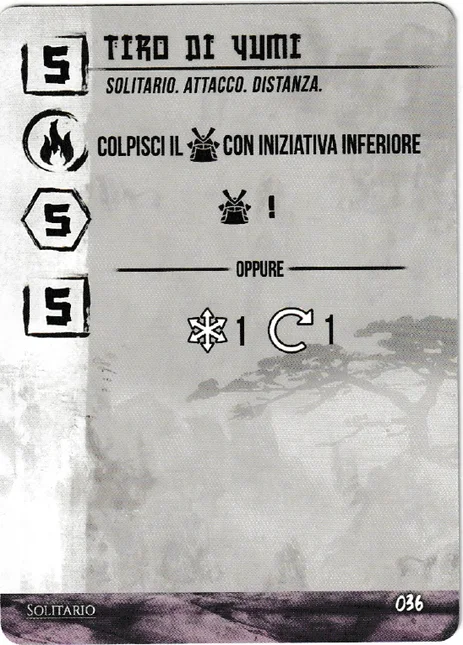 5
TIRO DI YUMI
SOLITARIO. ATTACCO. DISTANZA.
COLPISCI IL CON INIZIATIVA INFERIORE
5
!
OPPURE
5
1 1
SOLITARIO
036